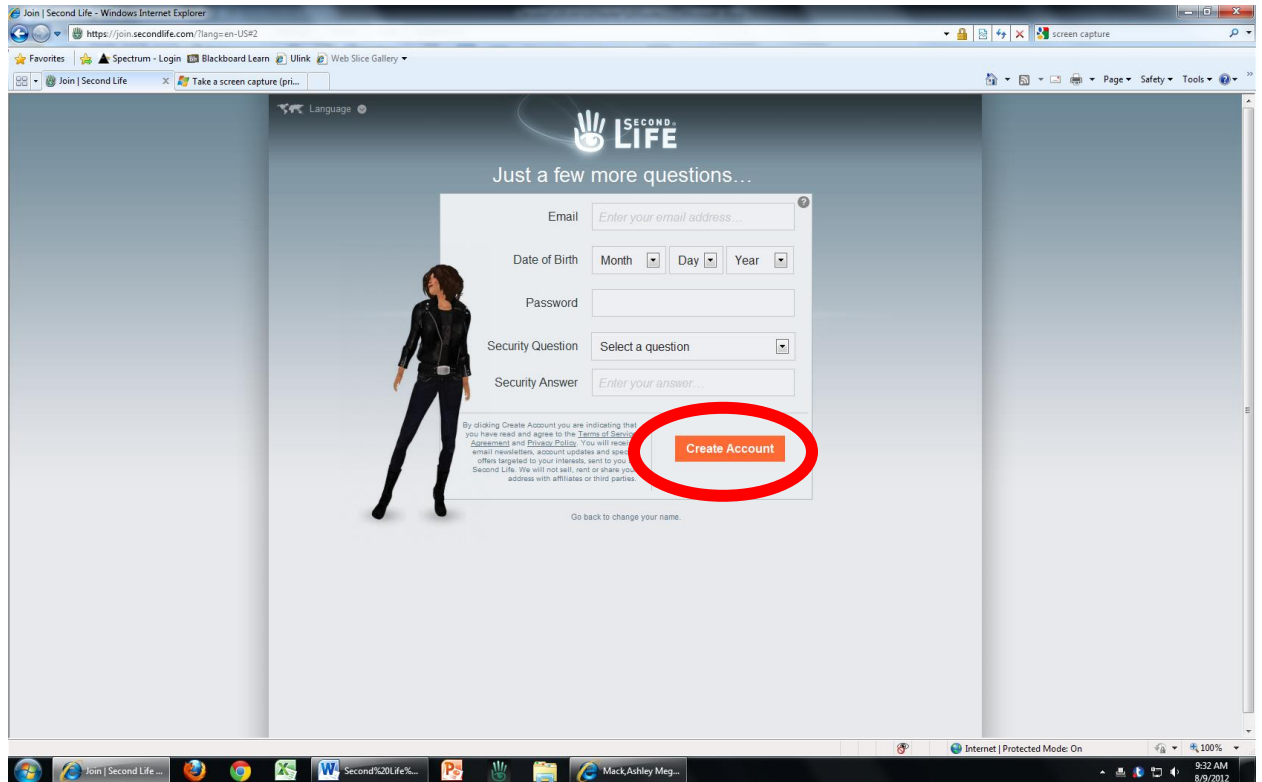 Join | Second Life - Windows Internet Explorer
https://join.secondlife.com/?lang=en-US#2
screen capture
Favorites Spectrum - Login Blackboard Learn Ulink Web Slice Gallery
Join | Second Life X Take a screen capture (pri...
Page Safety Tools
Language
SECOND
LIFE
Just a few more questions...
Email Enter your email address...
Date of Birth Month Day Year
Password
Security Question Select a question
Security Answer Enter your answer...
By clicking Create Account you are indicating that
you have read and agree to the Terms of Service
Agreement and Privacy Policy. You will
email newsletters, account updates and
offers targeted to your interests, sent to you
Second Life. We will not sell, rent or share
address with affiliates or third parties.
Create Account
Go back to change your name.
Internet | Protected Mode: On 100%
Join | Second Life ... Second%20Life%... Mack,Ashley Meg...
9:32 AM
8/9/2012